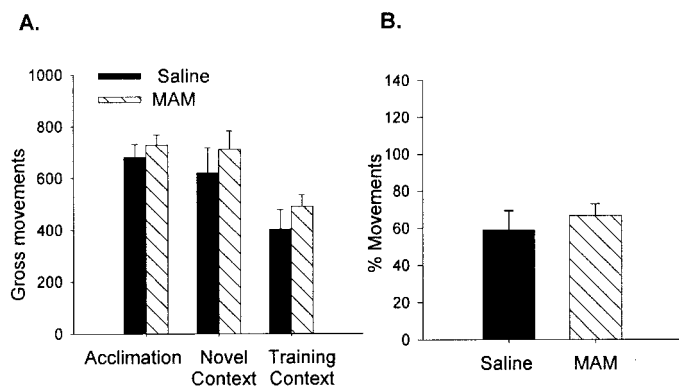 A.
Gross movements
1000
800
600
400
200
0
Saline
MAM
Acclimation
Novel
Context
Training
Context
B.
% Movements
140
120
100
80
60
40
20
0
Saline
MAM